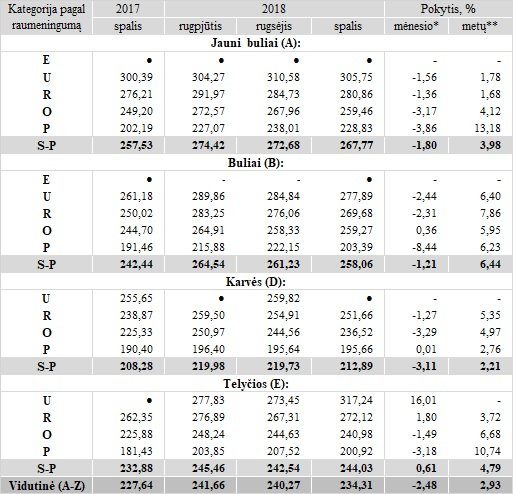 Kategorija pagal raumeningumą 2017 2018 Pokytis, %
spalis rugpjūtis rugsėjis spalis mėnesio* metų**
Jauni buliai (A):
E ● ● ● ● - -
U 300,39 304,27 310,58 305,75 -1,56 1,78
R 276,21 291,97 284,73 280,86 -1,36 1,68
O 249,20 272,57 267,96 259,46 -3,17 4,12
P 202,19 227,07 238,01 228,83 -3,86 13,18
S-P 257,53 274,42 272,68 267,77 -1,80 3,98
Buliai (B):
E ● - - ● - -
U 261,18 289,86 284,84 277,89 -2,44 6,40
R 250,02 283,25 276,06 269,68 -2,31 7,86
O 244,70 264,91 258,33 259,27 0,36 5,95
P 191,46 215,88 222,15 203,39 -8,44 6,23
S-P 242,44 264,54 261,23 258,06 -1,21 6,44
Karvės (D):
U 255,65 ● 259,82 ● - -
R 238,87 259,50 254,91 251,66 -1,27 5,35
O 225,33 250,97 244,56 236,52 -3,29 4,97
P 190,40 196,40 195,64 195,66 0,01 2,76
S-P 208,28 219,98 219,73 212,89 -3,11 2,21
Telyčios (E):
U ● 277,83 273,45 317,24 16,01 -
R 262,35 276,89 267,31 272,12 1,80 3,72
O 225,88 248,24 244,63 240,98 -1,49 6,68
P 181,43 203,85 207,52 200,92 -3,18 10,74
S-P 232,88 245,46 242,54 244,03 0,61 4,79
Vidutinė (A-Z) 227,64 241,66 240,27 234,31 -2,48 2,93